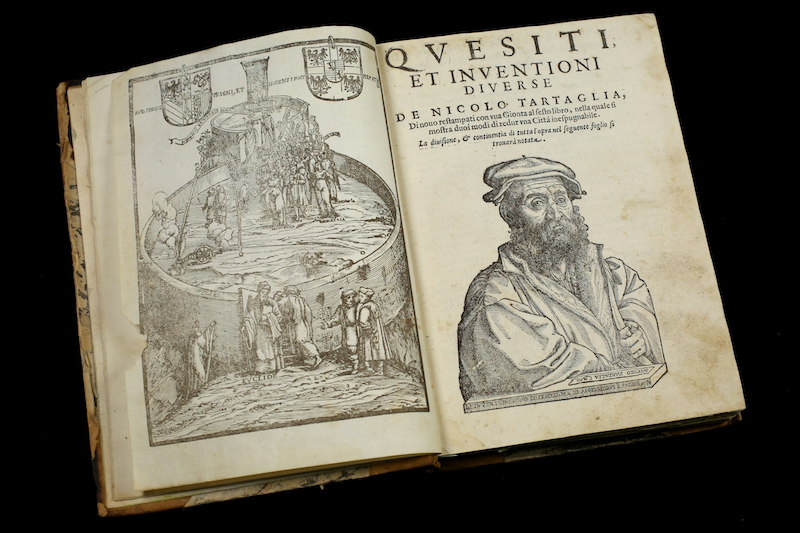 EVCLIDE
QVESITI,
ET INVENTIONI
DIVERSE
DE NICOLO TARTAGLIA,
Di nouo restampati con vna Gionta al sesto libro, nella quale si
mostra duoi modi di redur vna Città inespugnabile.
La diuisione, & continentia di tutta l'opra nel seguente foglio si
trouarà notata.